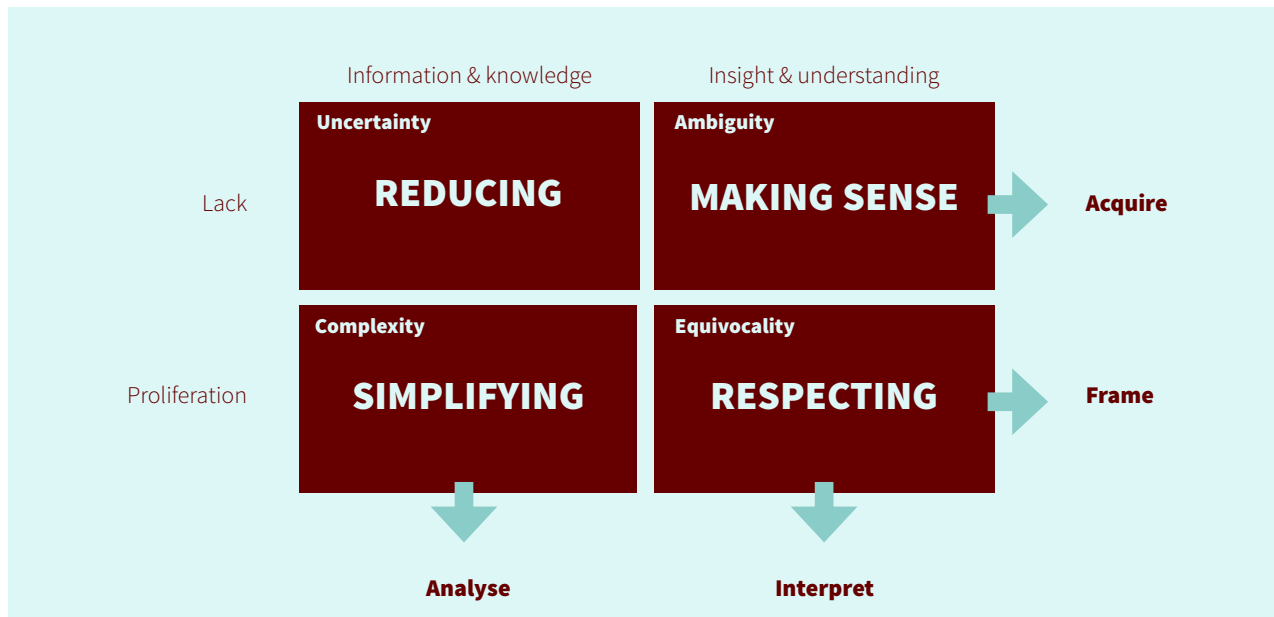 Information & knowledge
Insight & understanding
Uncertainty
Ambiguity
Lack
REDUCING
MAKING SENSE
Acquire
Complexity
Equivocality
Proliferation
SIMPLIFYING
RESPECTING
Frame
Analyse
Interpret